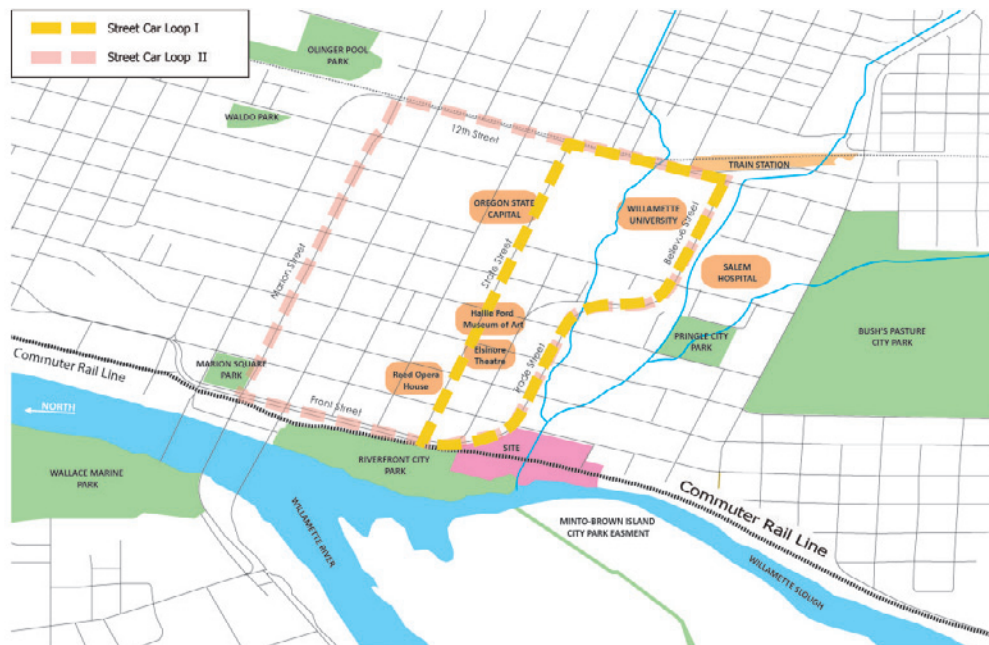 Street Car Loop I
Street Car Loop II
OLINGER POOL
PARK
WALDO PARK
12th Street
TRAIN STATION
OREGON STATE
CAPITAL
WILLAMETTE
UNIVERSITY
Bellevue Street
Marion Street
State Street
SALEM
HOSPITAL
Hallie Ford
Museum of Art
BUSH'S PASTURE
CITY PARK
PRINGLE CITY
PARK
Elsinore
Theatre
Commuter Rail Line
MARION SQUARE
PARK
Reed Opera
House
Trade Street
NORTH
Front Street
SITE
RIVERFRONT CITY
PARK
WALLACE MARINE
PARK
Commuter Rail Line
WILLAMETTE RIVER
MINTO-BROWN ISLAND
CITY PARK EASMENT
WILLAMETTE SLOUGH